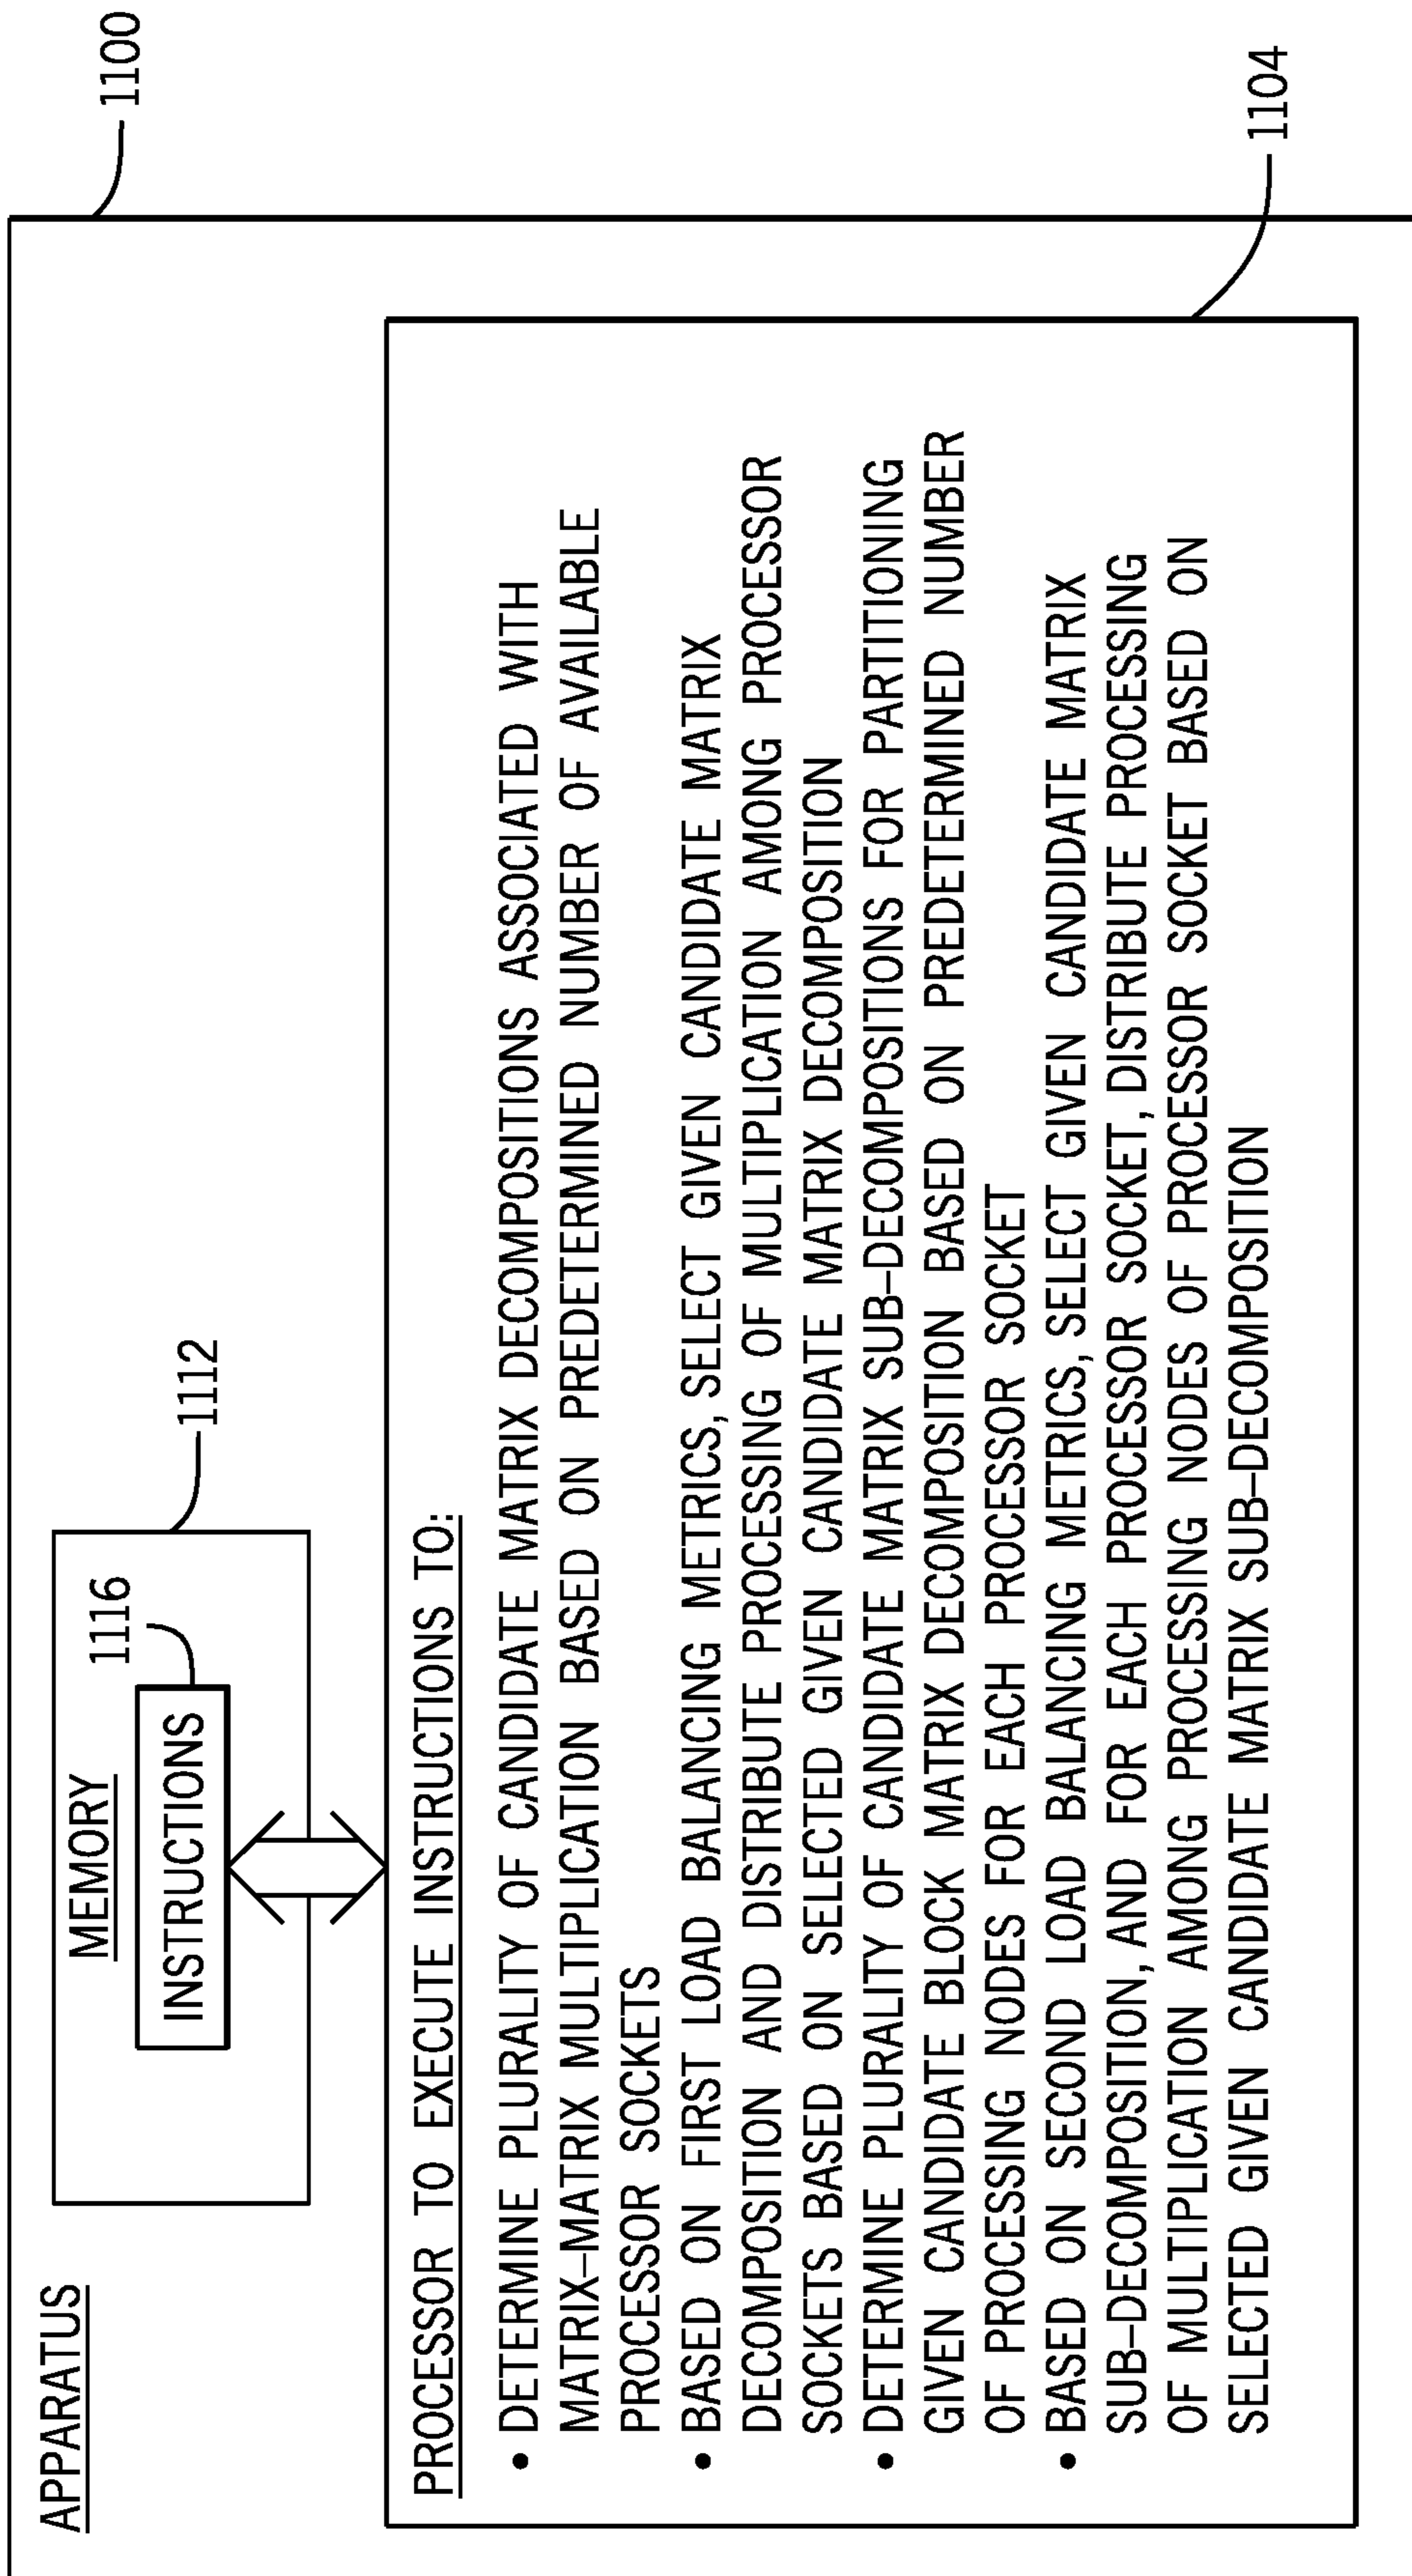 APPARATUS
1100
MEMORY
1112
1116
INSTRUCTIONS
PROCESSOR TO EXECUTE INSTRUCTIONS TO:
• DETERMINE PLURALITY OF CANDIDATE MATRIX DECOMPOSITIONS ASSOCIATED WITH
MATRIX–MATRIX MULTIPLICATION BASED ON PREDETERMINED NUMBER OF AVAILABLE
PROCESSOR SOCKETS
• BASED ON FIRST LOAD BALANCING METRICS, SELECT GIVEN CANDIDATE MATRIX
DECOMPOSITION AND DISTRIBUTE PROCESSING OF MULTIPLICATION AMONG PROCESSOR
SOCKETS BASED ON SELECTED GIVEN CANDIDATE MATRIX DECOMPOSITION
• DETERMINE PLURALITY OF CANDIDATE MATRIX SUB–DECOMPOSITIONS FOR PARTITIONING
GIVEN CANDIDATE BLOCK MATRIX DECOMPOSITION BASED ON PREDETERMINED NUMBER
OF PROCESSING NODES FOR EACH PROCESSOR SOCKET
• BASED ON SECOND LOAD BALANCING METRICS, SELECT GIVEN CANDIDATE MATRIX
SUB–DECOMPOSITION, AND FOR EACH PROCESSOR SOCKET, DISTRIBUTE PROCESSING
OF MULTIPLICATION AMONG PROCESSING NODES OF PROCESSOR SOCKET BASED ON
SELECTED GIVEN CANDIDATE MATRIX SUB–DECOMPOSITION
1104